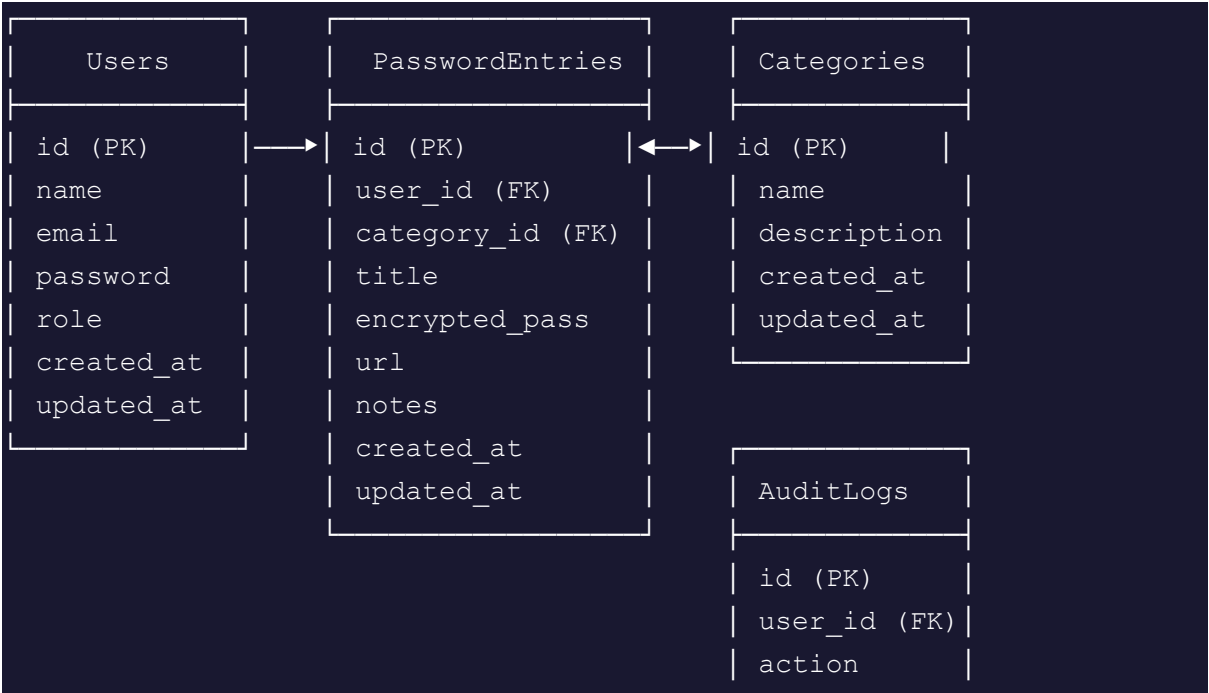 Users PasswordEntries Categories
id (PK) id (PK) id (PK)
name user_id (FK) name
email category_id (FK) description
password title created_at
role encrypted_pass updated_at
created_at url
updated_at notes
created_at
updated_at AuditLogs
id (PK)
user_id (FK)
action